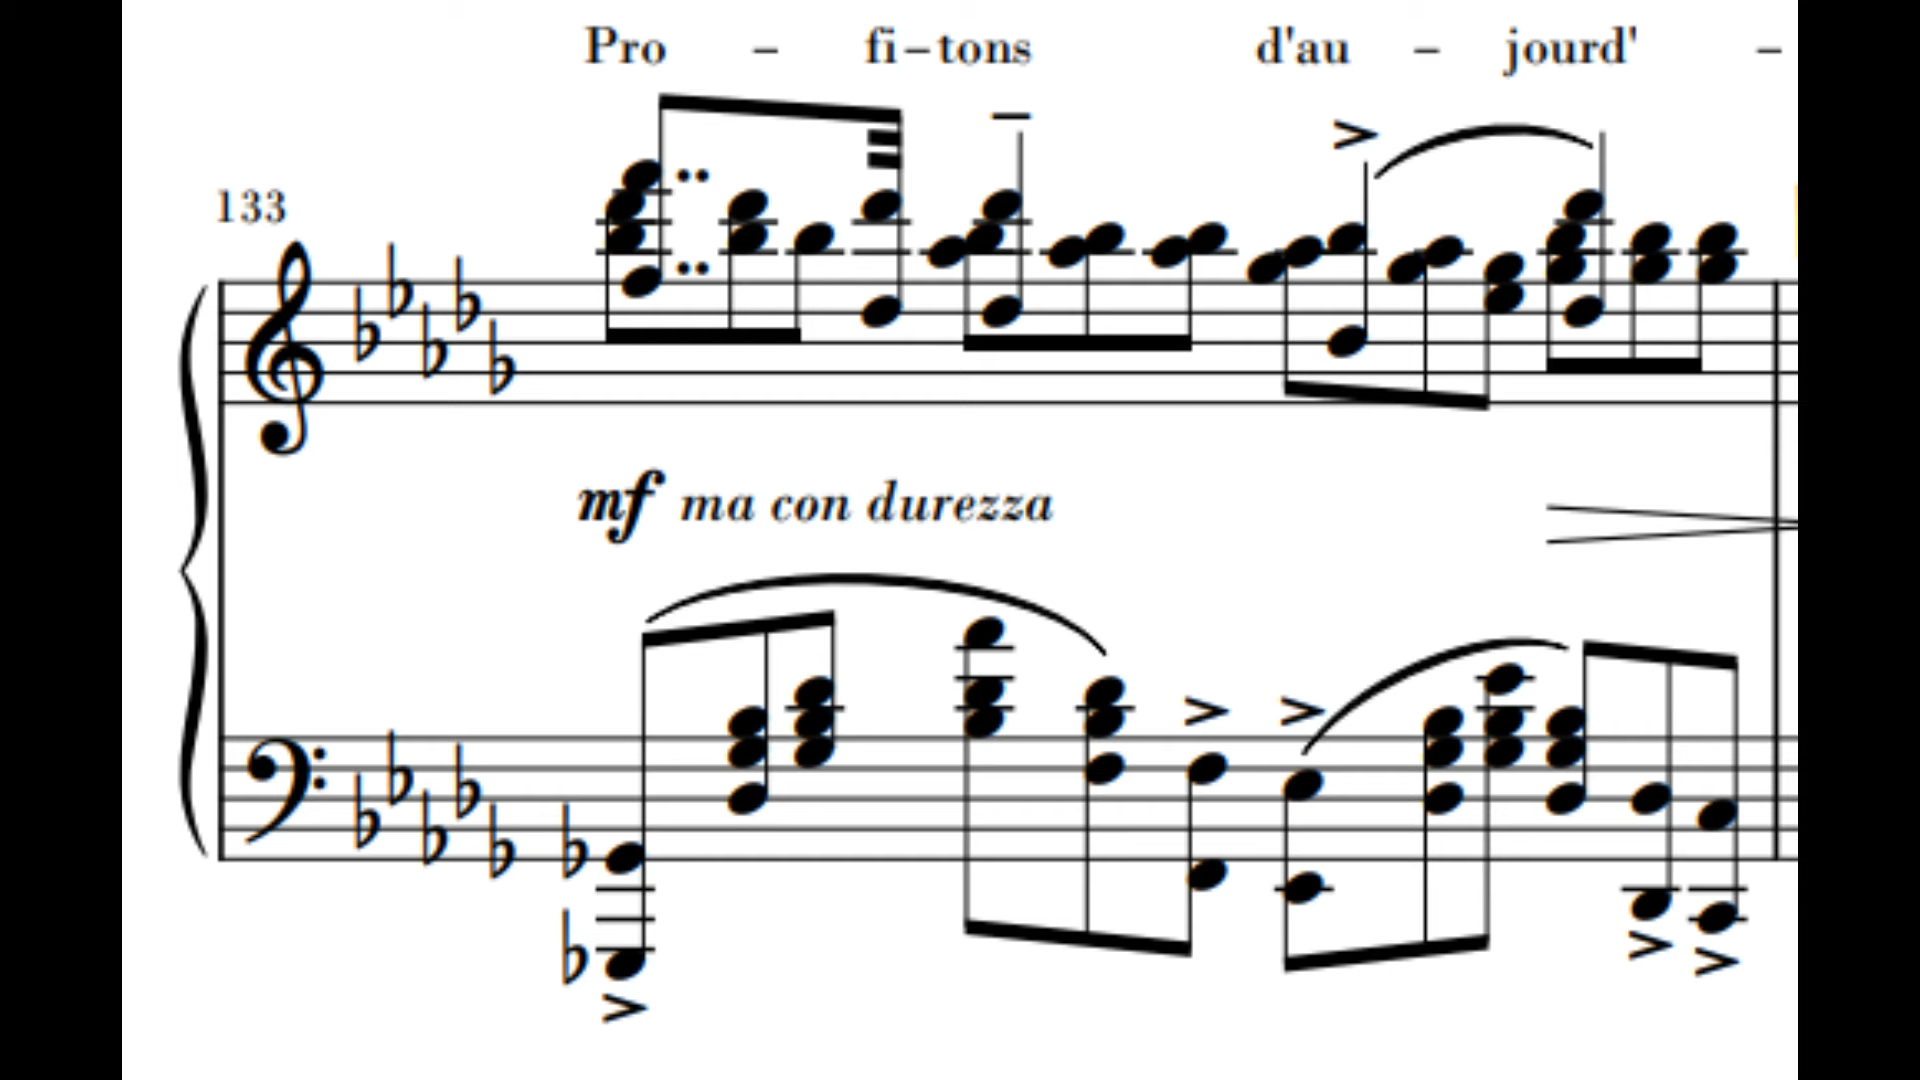 Pro – fi–tons d'au – jourd' –
133
mf ma con durezza